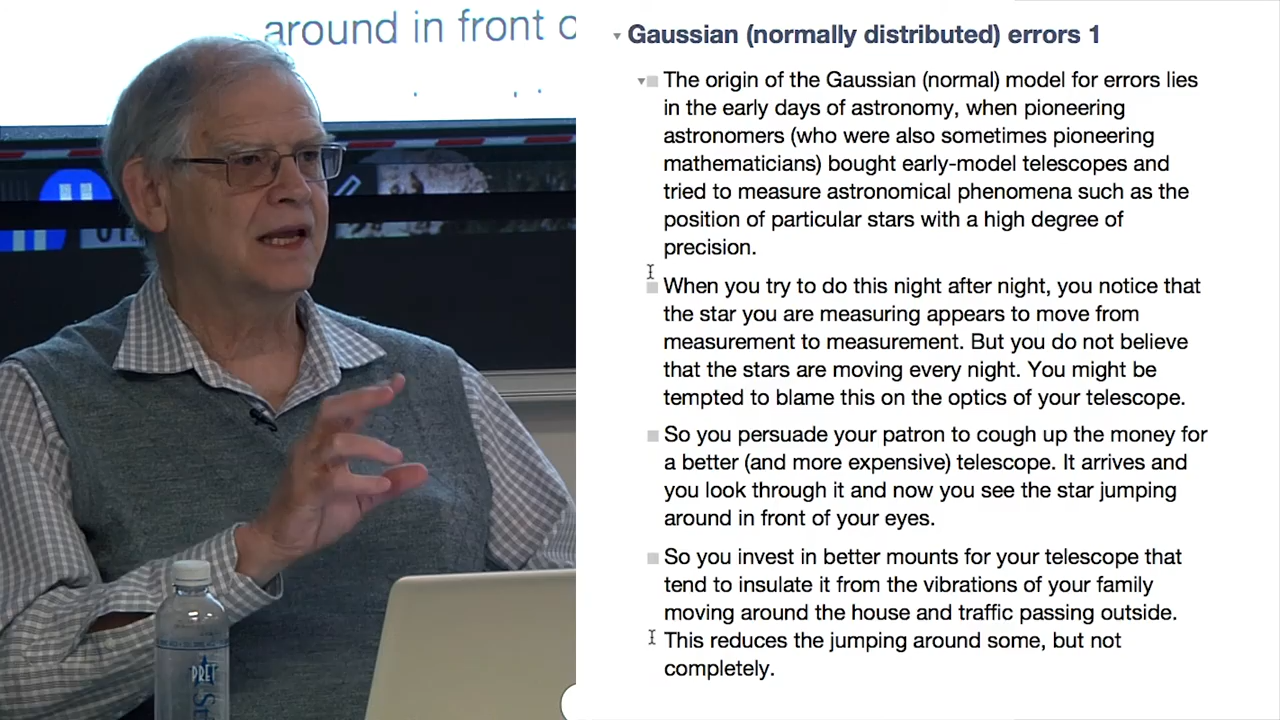 around in front o
Gaussian (normally distributed) errors 1
The origin of the Gaussian (normal) model for errors lies
in the early days of astronomy, when pioneering
astronomers (who were also sometimes pioneering
mathematicians) bought early-model telescopes and
tried to measure astronomical phenomena such as the
position of particular stars with a high degree of
precision.
When you try to do this night after night, you notice that
the star you are measuring appears to move from
measurement to measurement. But you do not believe
that the stars are moving every night. You might be
tempted to blame this on the optics of your telescope.
So you persuade your patron to cough up the money for
a better (and more expensive) telescope. It arrives and
you look through it and now you see the star jumping
around in front of your eyes.
So you invest in better mounts for your telescope that
tend to insulate it from the vibrations of your family
moving around the house and traffic passing outside.
This reduces the jumping around some, but not
completely.
PRET